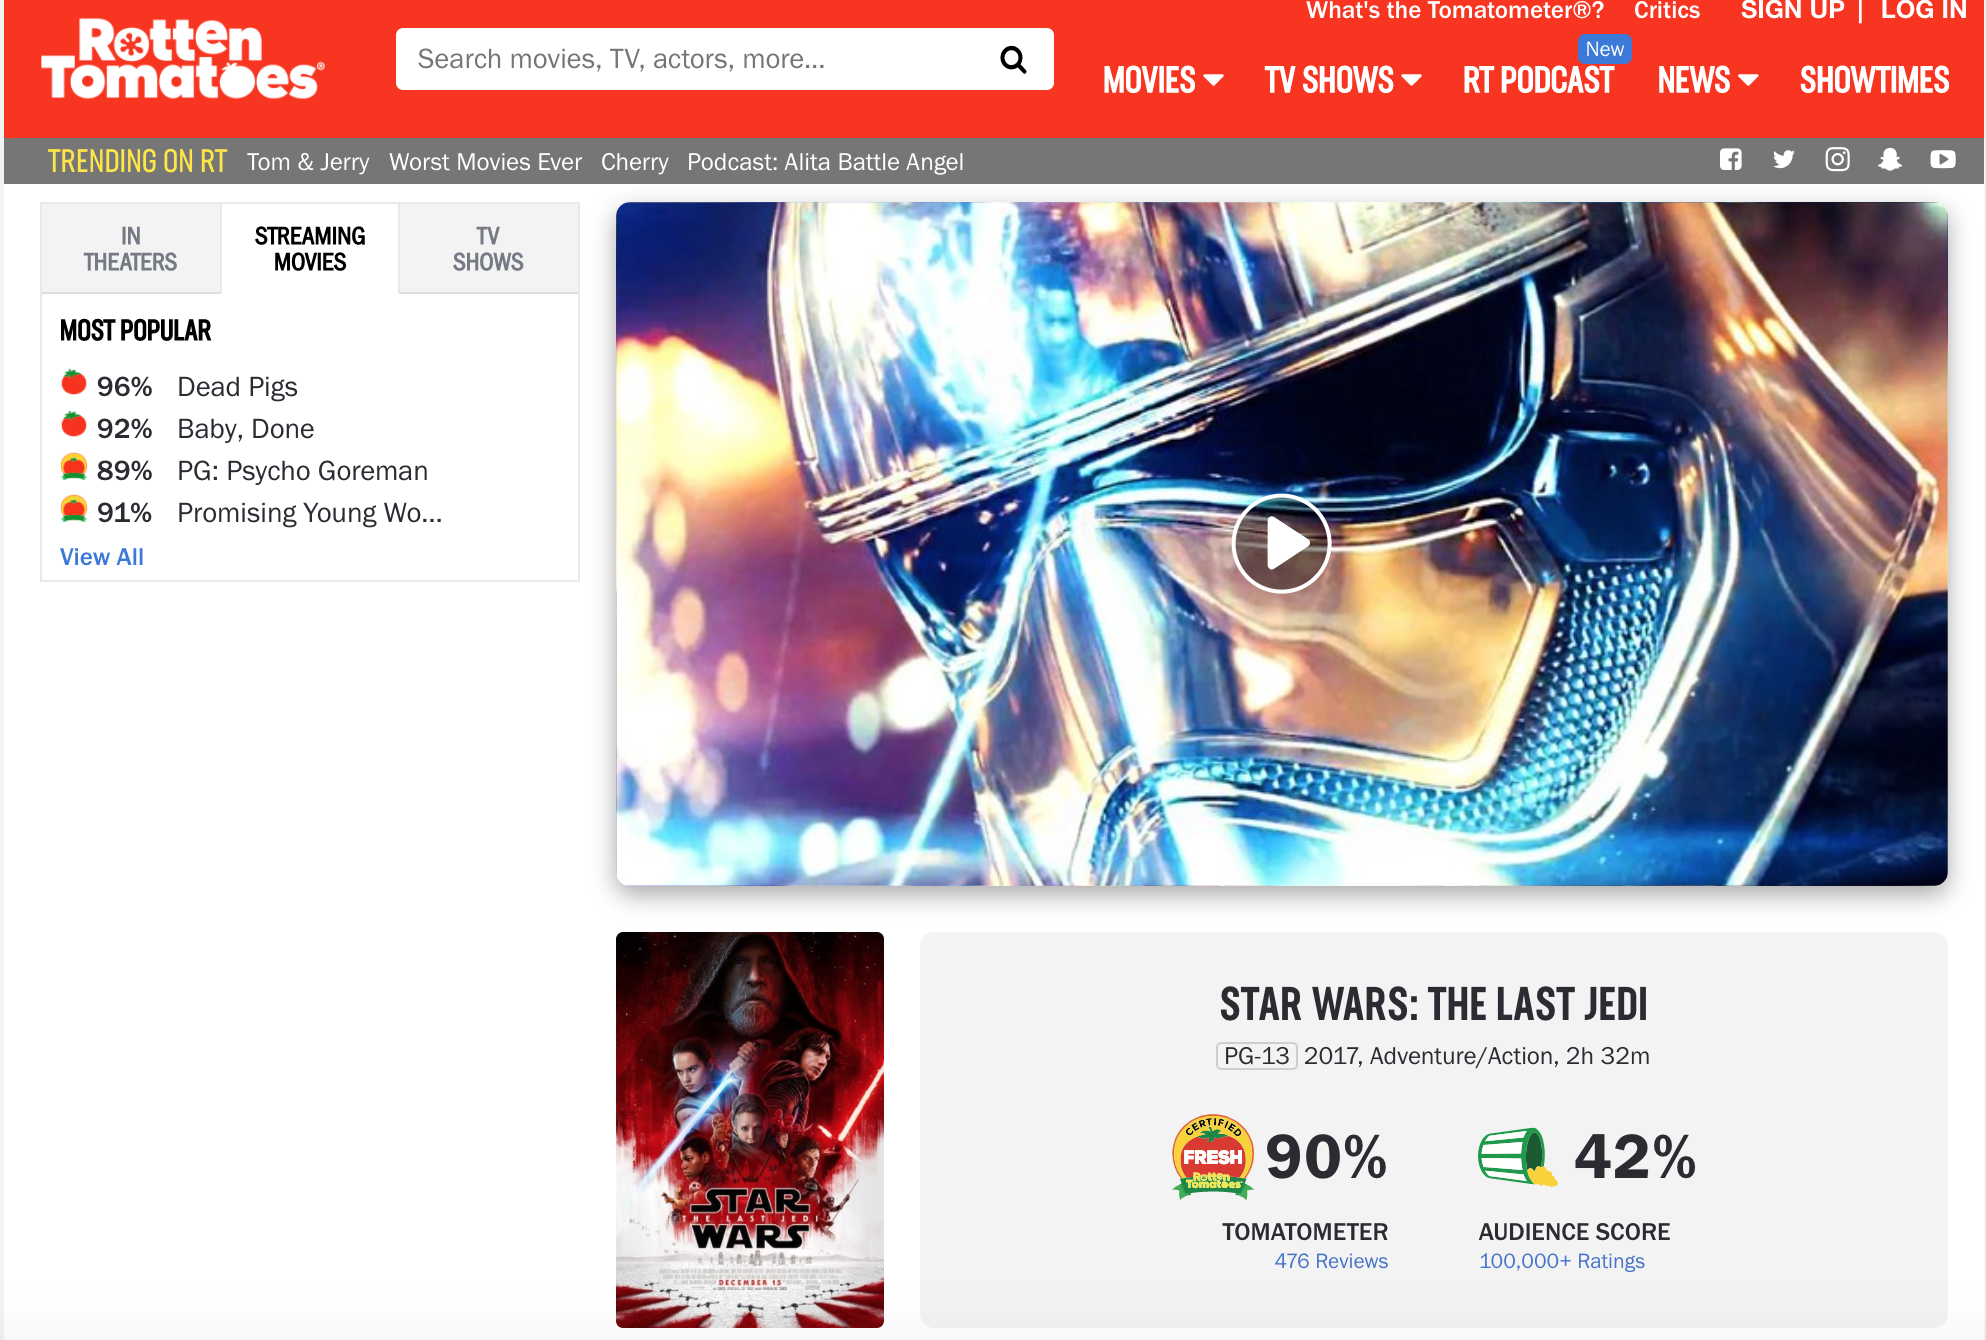 What's the Tomatometer®? Critics SIGN UP | LOG IN
Rotten
Tomatoes®
Search movies, TV, actors, more...
New
MOVIES TV SHOWS RT PODCAST NEWS SHOWTIMES
TRENDING ON RT Tom & Jerry Worst Movies Ever Cherry Podcast: Alita Battle Angel
IN
THEATERS
STREAMING
MOVIES
TV
SHOWS
MOST POPULAR
96% Dead Pigs
92% Baby, Done
89% PG: Psycho Goreman
91% Promising Young Wo...
View All
STAR
THE LAST JEDI
WARS
DECEMBER 15
STAR WARS: THE LAST JEDI
PG-13 2017, Adventure/Action, 2h 32m
CERTIFIED
FRESH
Rotten
Tomatoes
90%
42%
TOMATOMETER
476 Reviews
AUDIENCE SCORE
100,000+ Ratings